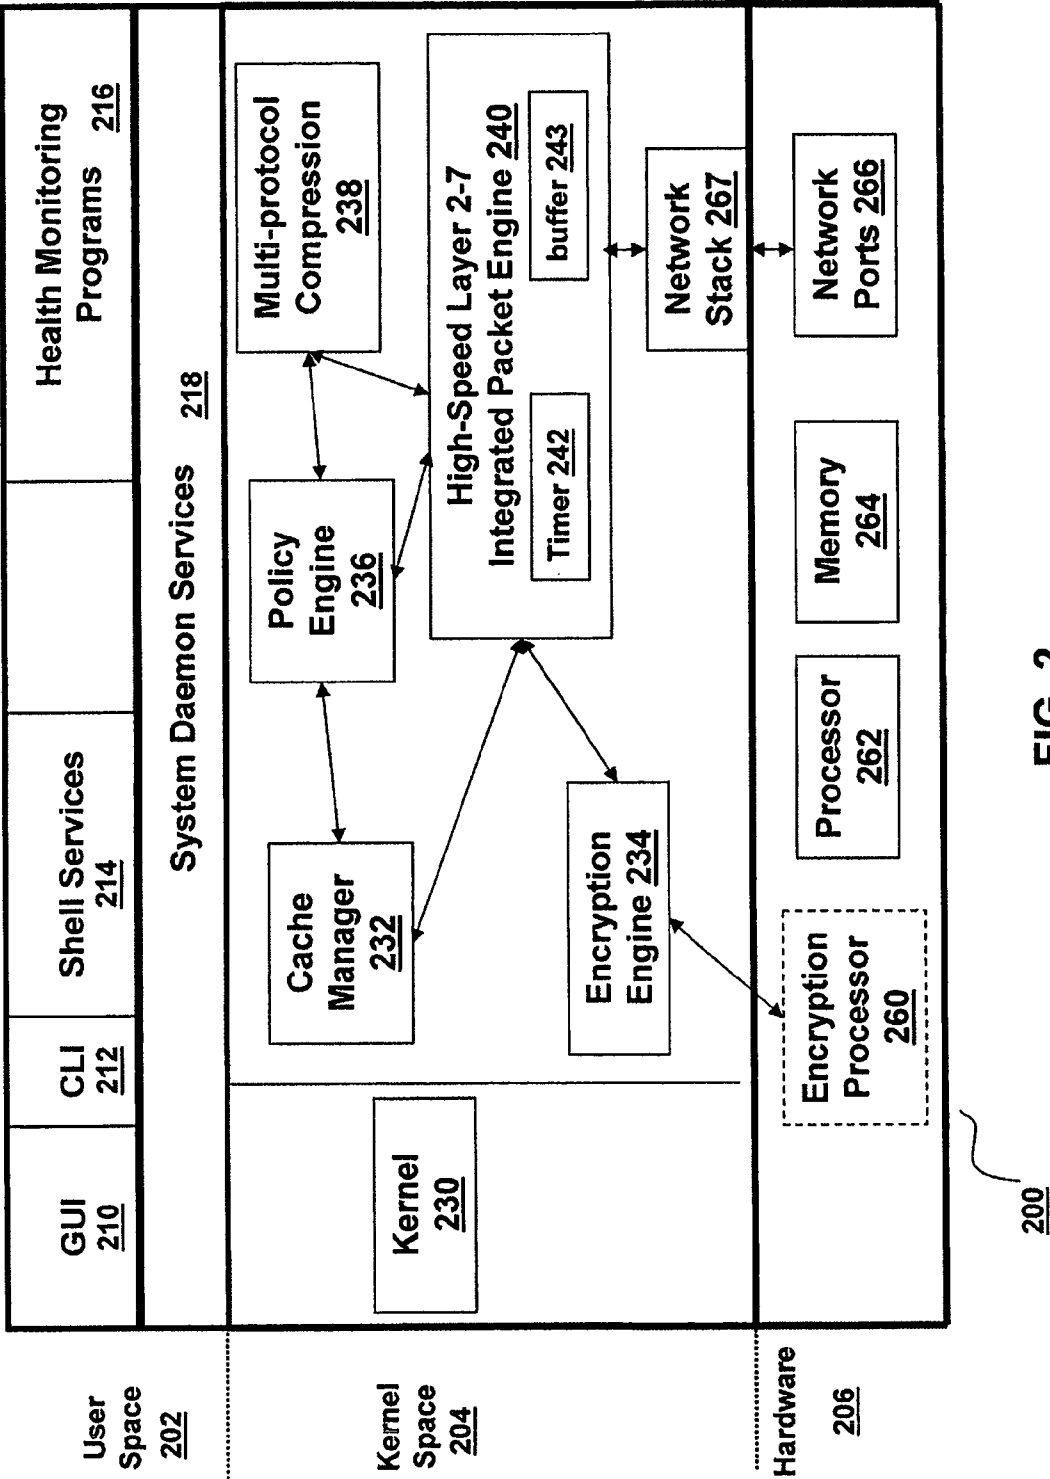 User
Space
202
GUI
210
CLI
212
Shell Services
214
Health Monitoring
Programs 216
System Daemon Services 218
Kernel
Space
204
Kernel
230
Cache
Manager
232
Policy
Engine
236
Multi-protocol
Compression
238
High-Speed Layer 2-7
Integrated Packet Engine 240
Timer 242
buffer 243
Encryption
Engine 234
Network
Stack 267
Hardware
206
Encryption
Processor
260
Processor
262
Memory
264
Network
Ports 266
200